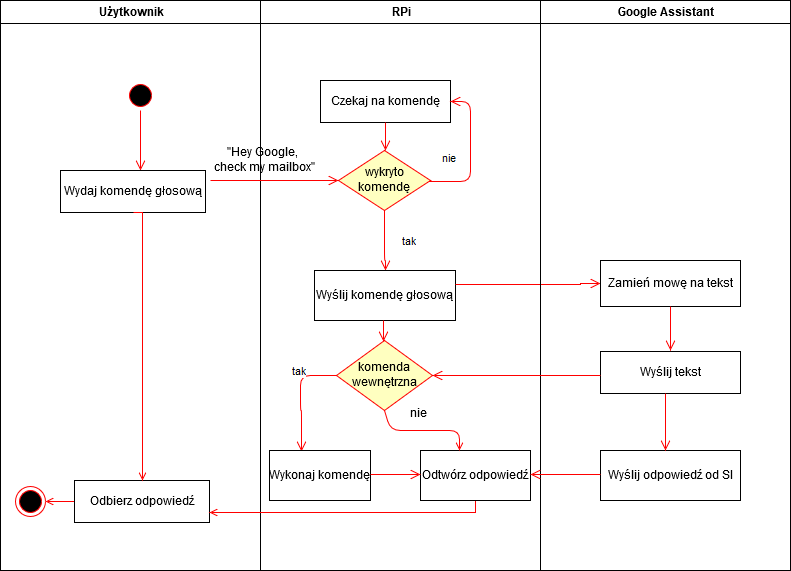 Użytkownik
RPi
Google Assistant
Czekaj na komendę
"Hey Google,
check my mailbox"
nie
wykryto
komendę
Wydaj komendę głosową
tak
Wyślij komendę głosową
Zamień mowę na tekst
komenda
wewnętrzna
tak
Wyślij tekst
nie
Wykonaj komendę
Odtwórz odpowiedź
Wyślij odpowiedź od SI
Odbierz odpowiedź